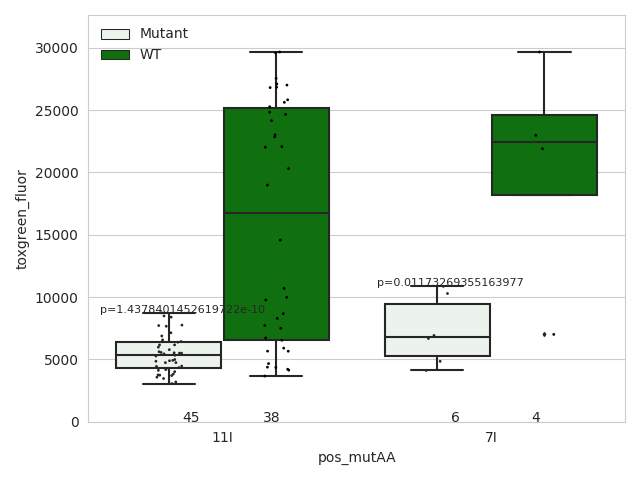 Mutant
WT
30000
25000
20000
15000
10000
5000
0
toxgreen_fluor
p=1.4378401452619722e-10
p=0.01173269355163977
45 38 6 4
11I 7I
pos_mutAA